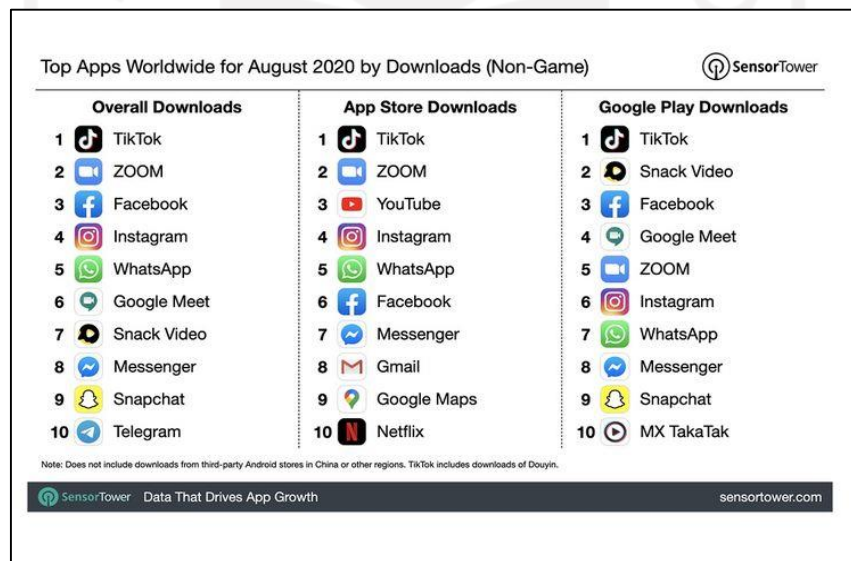 Top Apps Worldwide for August 2020 by Downloads (Non-Game)
SensorTower
Overall Downloads
1 TikTok
2 ZOOM
3 Facebook
4 Instagram
5 WhatsApp
6 Google Meet
7 Snack Video
8 Messenger
9 Snapchat
10 Telegram
App Store Downloads
1 TikTok
2 ZOOM
3 YouTube
4 Instagram
5 WhatsApp
6 Facebook
7 Messenger
8 Gmail
9 Google Maps
10 Netflix
Google Play Downloads
1 TikTok
2 Snack Video
3 Facebook
4 Google Meet
5 ZOOM
6 Instagram
7 WhatsApp
8 Messenger
9 Snapchat
10 MX TakaTak
Note: Does not include downloads from third-party Android stores in China or other regions. TikTok includes downloads of Douyin.
SensorTower Data That Drives App Growth
sensortower.com